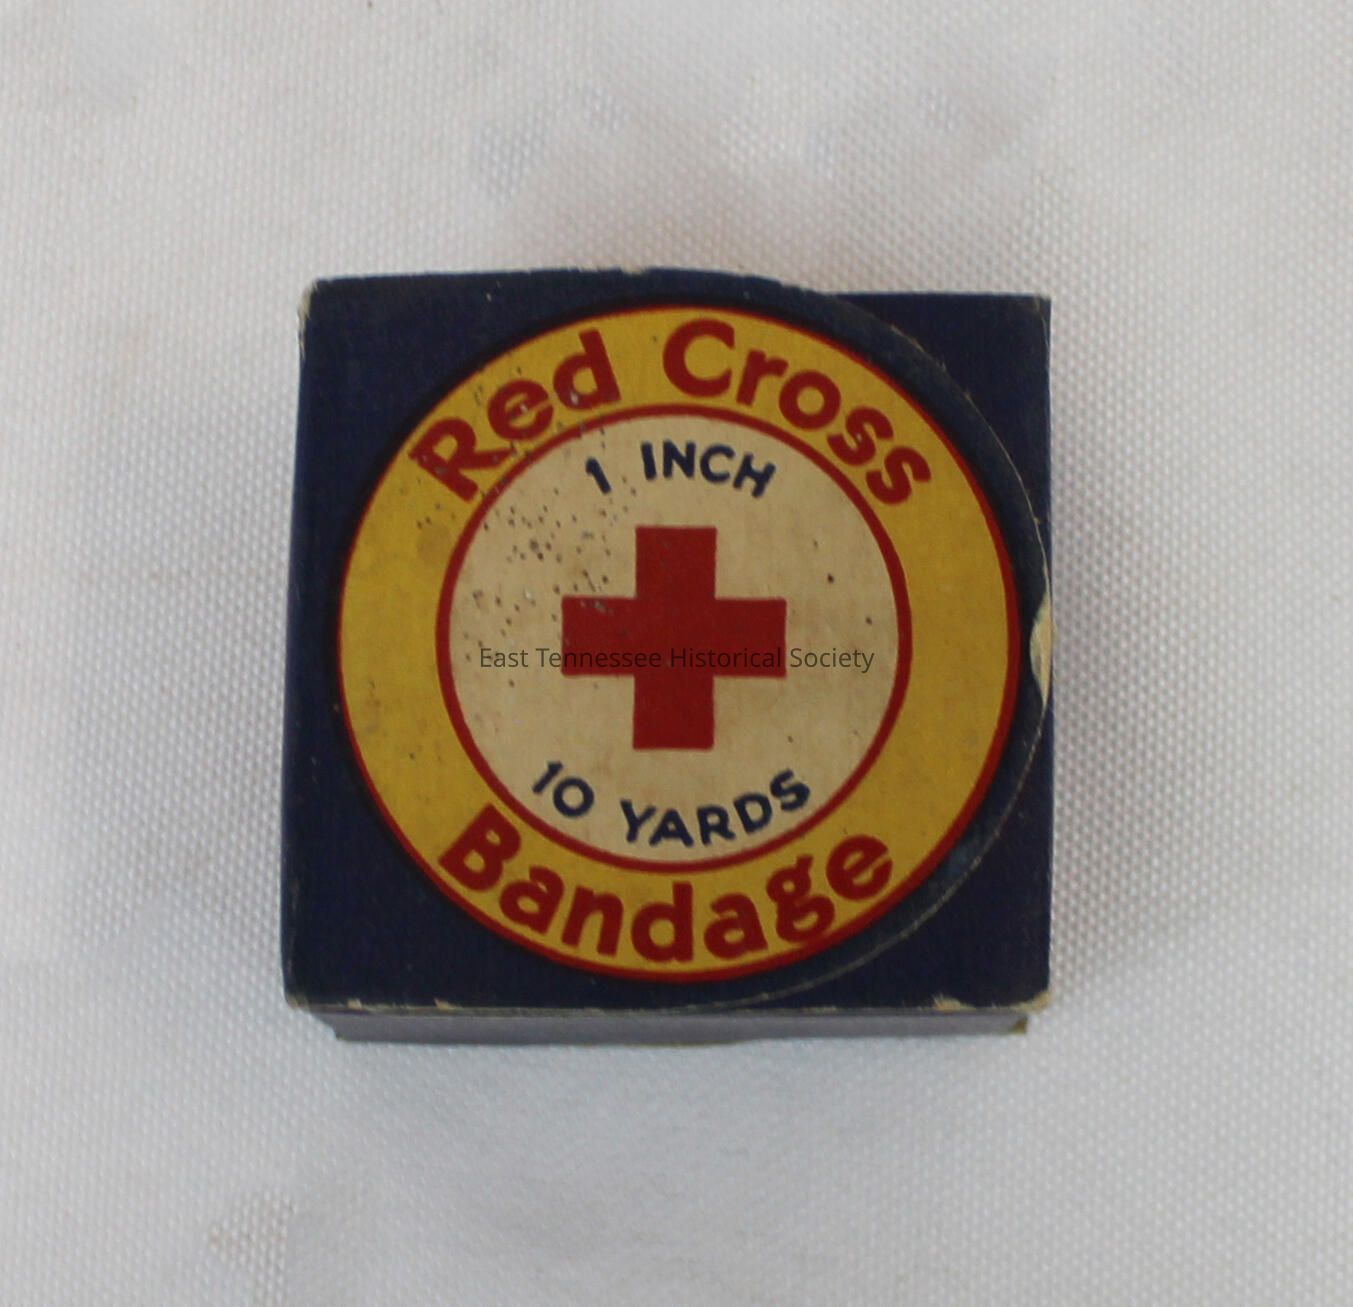 Red Cross
1 INCH
East Tennessee Historical Society
10 YARDS
Bandage